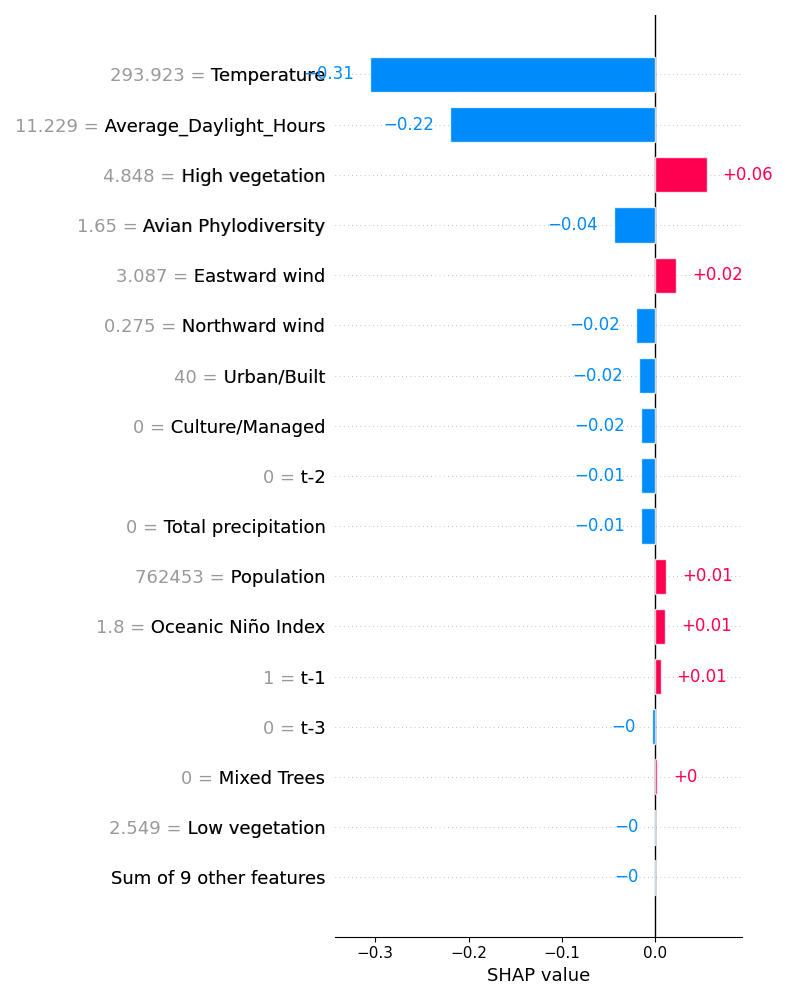 293.923 = Temperature −0.31
11.229 = Average_Daylight_Hours −0.22
4.848 = High vegetation +0.06
1.65 = Avian Phylodiversity −0.04
3.087 = Eastward wind +0.02
0.275 = Northward wind −0.02
40 = Urban/Built −0.02
0 = Culture/Managed −0.02
0 = t-2 −0.01
0 = Total precipitation −0.01
762453 = Population +0.01
1.8 = Oceanic Niño Index +0.01
1 = t-1 +0.01
0 = t-3 −0
0 = Mixed Trees +0
2.549 = Low vegetation −0
Sum of 9 other features −0
−0.3 −0.2 −0.1 0.0
SHAP value